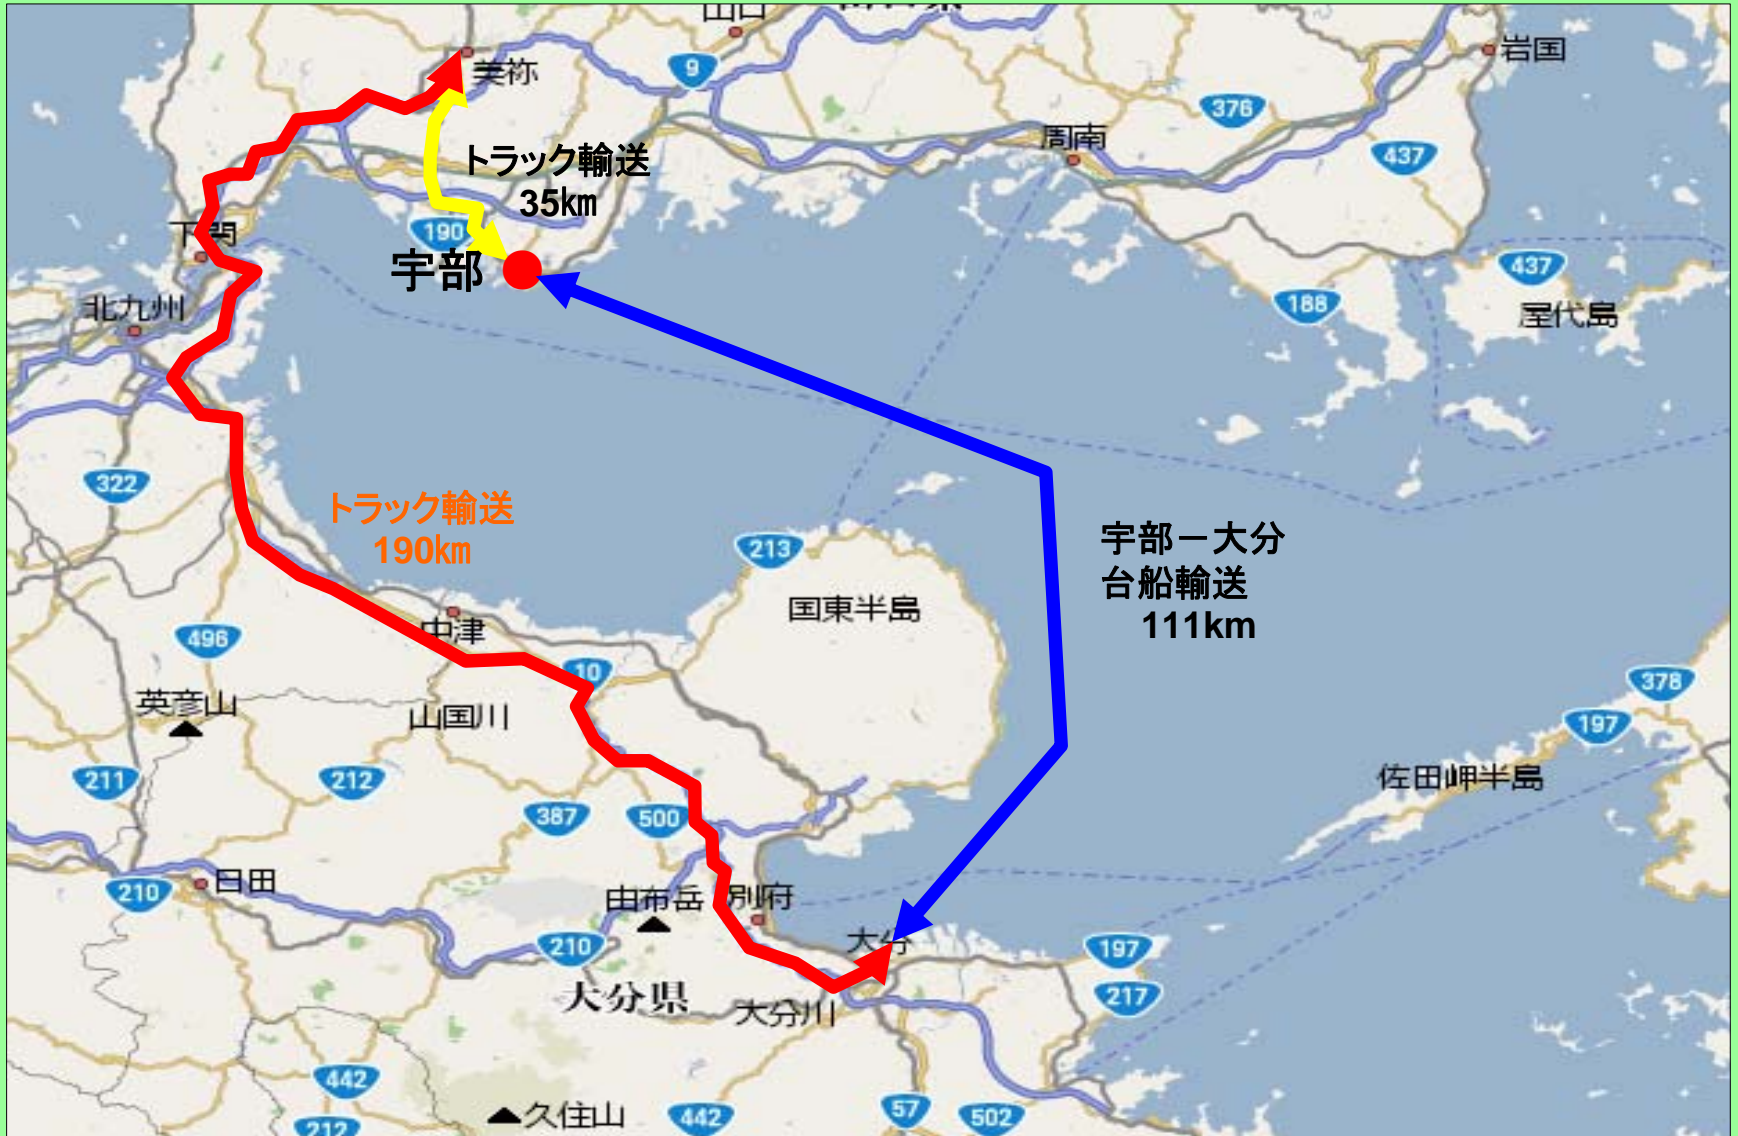 山口
岩国
美祢
9
376
周南
437
トラック輸送
35km
下関
190
宇部
437
188
屋代島
北九州
322
トラック輸送
190km
213
宇部－大分
台船輸送
111km
国東半島
中津
496
10
378
英彦山
山国川
197
211
212
佐田岬半島
387
500
日田
210
由布岳
別府
210
大分
197
大分県
大分川
217
442
久住山
442
57
502
212